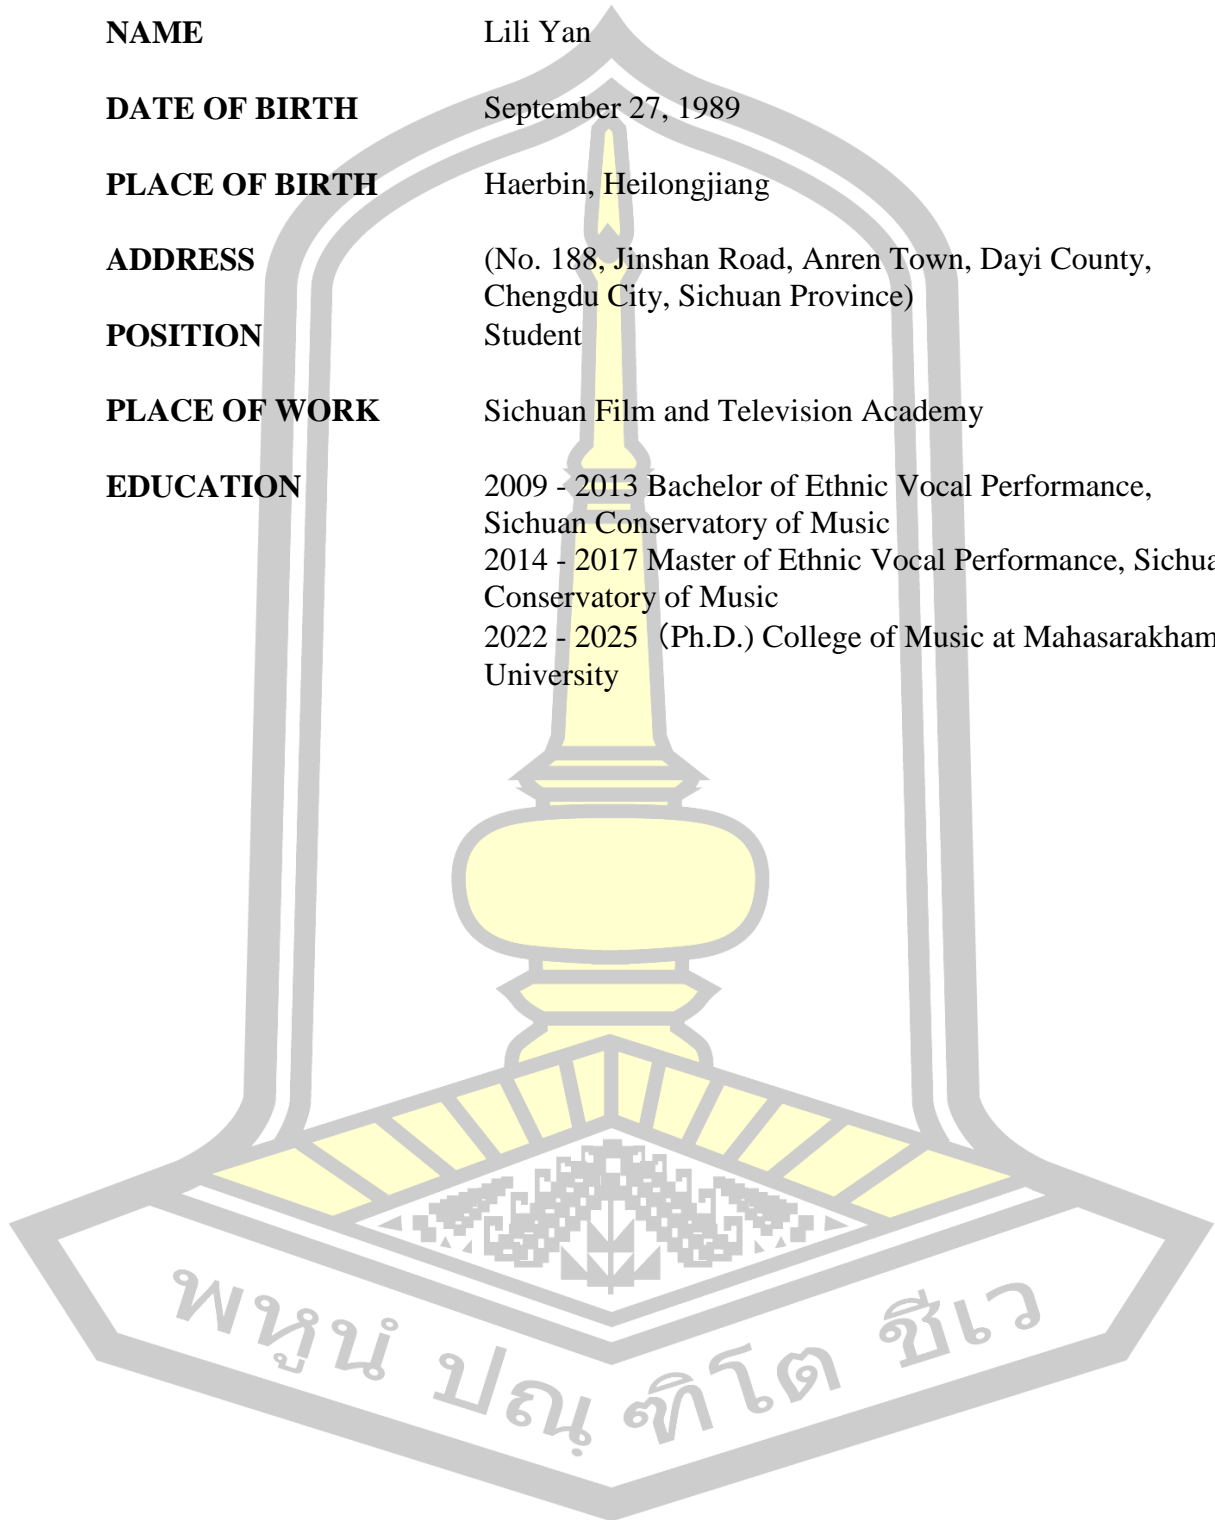 NAME Lili Yan
DATE OF BIRTH September 27, 1989
PLACE OF BIRTH Haerbin, Heilongjiang
ADDRESS (No. 188, Jinshan Road, Anren Town, Dayi County,
Chengdu City, Sichuan Province)
POSITION Student
PLACE OF WORK Sichuan Film and Television Academy
EDUCATION 2009 - 2013 Bachelor of Ethnic Vocal Performance,
Sichuan Conservatory of Music
2014 - 2017 Master of Ethnic Vocal Performance, Sichua
Conservatory of Music
2022 - 2025（Ph.D.) College of Music at Mahasarakham
University
พหูนํ ปณฺฑิโต ชีเว